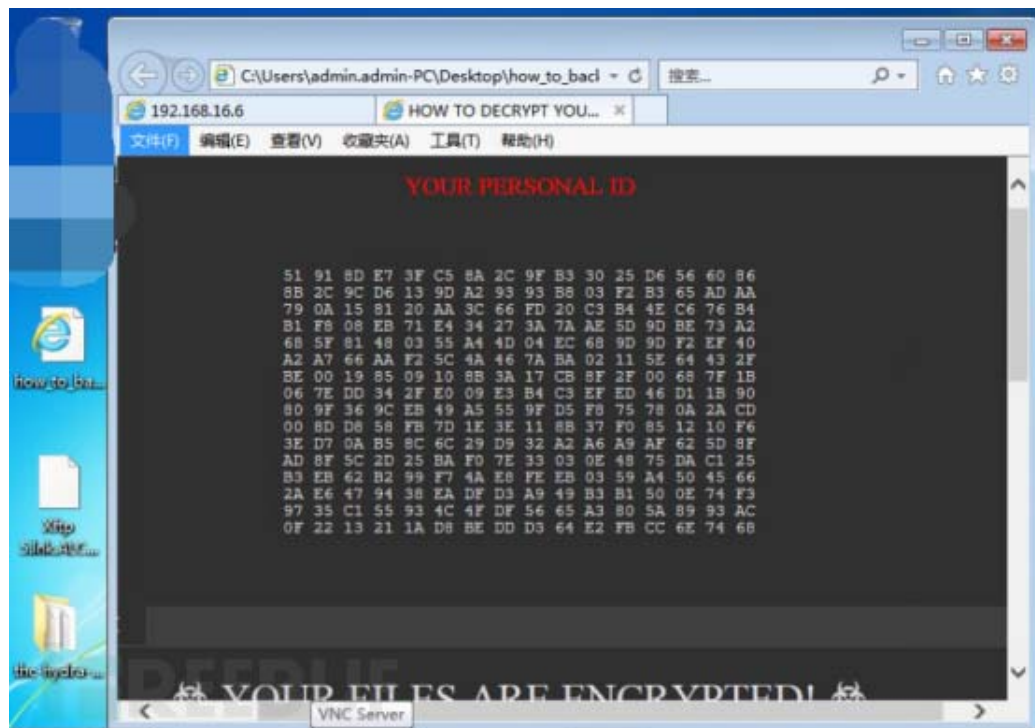 C:\Users\admin.admin-PC\Desktop\how_to_bacl
搜索...
192.168.16.6
HOW TO DECRYPT YOU...
文件(F) 编辑(E) 查看(V) 收藏夹(A) 工具(T) 帮助(H)
YOUR PERSONAL ID
51 91 8D E7 3F C5 8A 2C 9F B3 30 25 D6 56 60 86
8B 2C 9C D6 13 9D A2 93 93 B8 03 F2 B3 65 AD AA
79 0A 15 81 20 AA 3C 66 FD 20 C3 B4 4E C6 76 B4
B1 F8 08 EB 71 E4 34 27 3A 7A AE 5D 9D BE 73 A2
68 5F 81 48 03 55 A4 4D 04 EC 68 9D 9D F2 EF 40
A2 A7 66 AA F2 5C 4A 46 7A BA 02 11 5E 64 43 2F
BE 00 19 85 09 10 8B 3A 17 CB 8F 2F 00 68 7F 1B
06 7E DD 34 2F E0 09 E3 B4 C3 EF ED 46 D1 1B 90
80 9F 36 9C EB 49 A5 55 9F D5 F8 75 78 0A 2A CD
00 8D D8 58 FB 7D 1E 3E 11 8B 37 F0 85 12 10 F6
3E D7 0A B5 8C 6C 29 D9 32 A2 A6 A9 AF 62 5D 8F
AD 8F 5C 2D 25 BA F0 7E 33 03 0E 48 75 DA C1 25
B3 EB 62 B2 99 F7 4A E8 FE EB 03 59 A4 50 45 66
2A E6 47 94 38 EA DF D3 A9 49 B3 B1 50 0E 74 F3
97 35 C1 55 93 4C 4F DF 56 65 A3 80 5A 89 93 AC
0F 22 13 21 1A D8 BE DD D3 64 E2 FB CC 6E 74 68
how_to_ba...
Xftp
thc-hydra-...
YOUR FILES ARE ENCRYPTED!
VNC Server